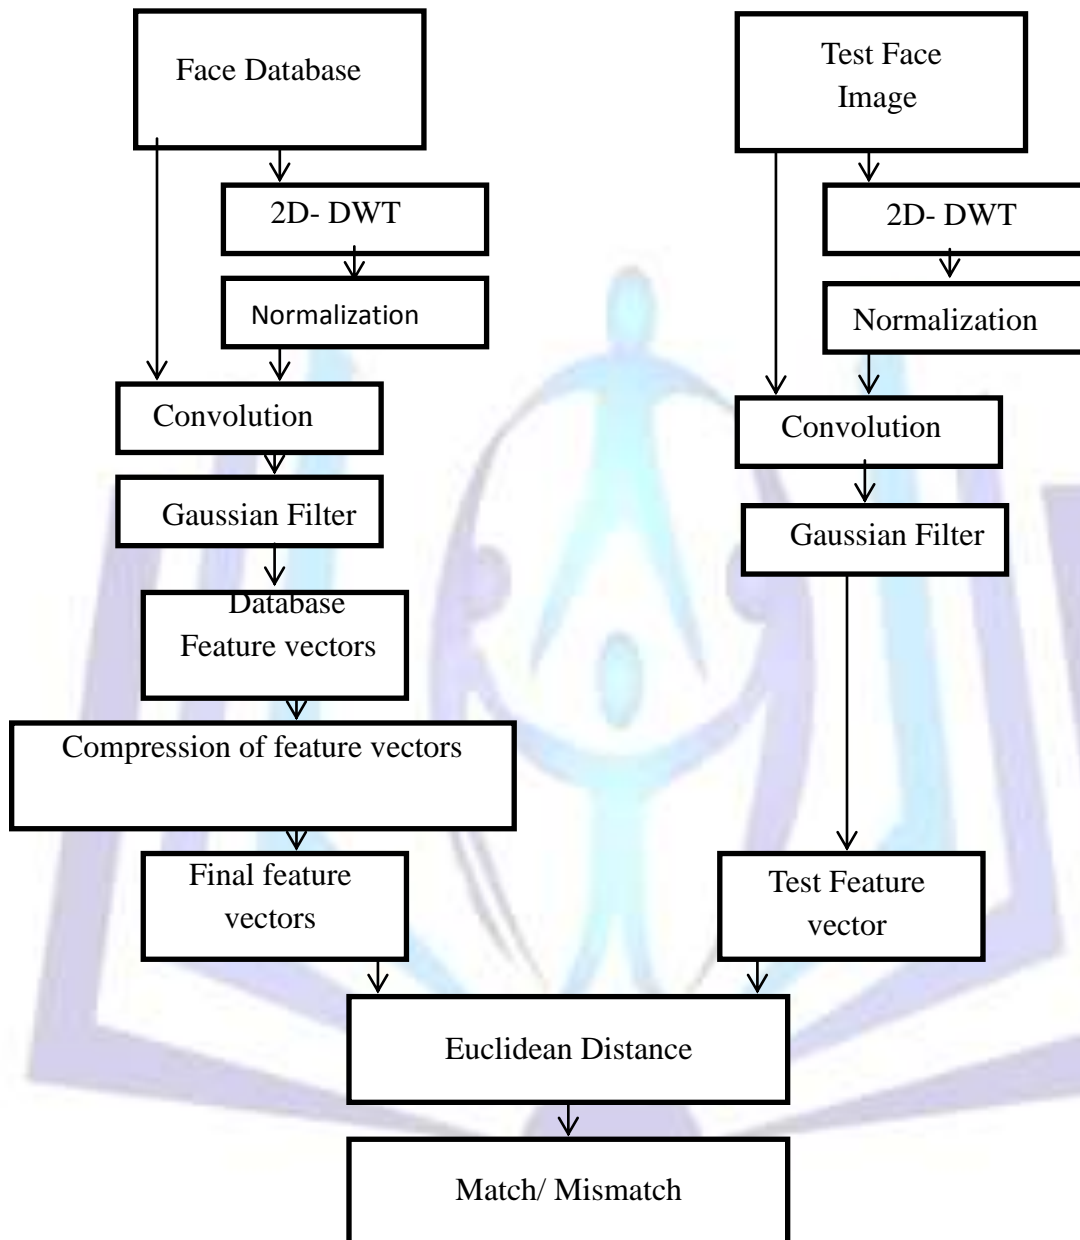 Face Database
2D- DWT
Normalization
Convolution
Gaussian Filter
Database
Feature vectors
Compression of feature vectors
Final feature
vectors
Test Face
Image
2D- DWT
Normalization
Convolution
Gaussian Filter
Test Feature
vector
Euclidean Distance
Match/ Mismatch